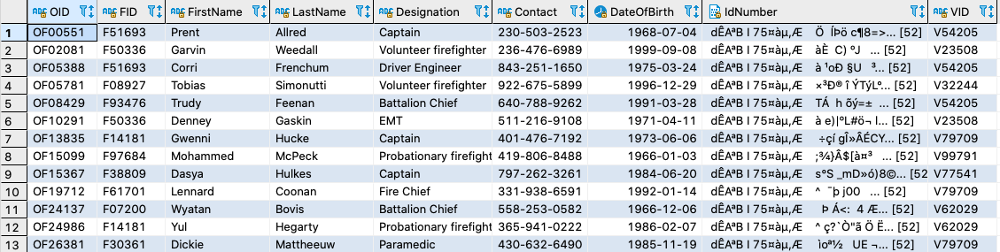 OID FID FirstName LastName Designation Contact DateOfBirth IdNumber VID
1 OF00551 F51693 Prent Allred Captain 230-503-2523 1968-07-04 dÊAªB I 75¤àµ,Æ Ö ÍÞö c¶8=>... [52] V54205
2 OF02081 F50336 Garvin Weedall Volunteer firefighter 236-476-6989 1999-09-08 dÊAªB I 75¤àµ,Æ àÈ C) ºJ ... [52] V23508
3 OF05388 F51693 Corri Frenchum Driver Engineer 843-251-1650 1975-03-24 dÊAªB I 75¤àµ,Æ à ¹oÐ §U ³... [52] V54205
4 OF05781 F08927 Tobias Simonutti Volunteer firefighter 922-675-5899 1996-12-29 dÊAªB I 75¤àµ,Æ ×³Ð® î ÝTýLº... [52] V32244
5 OF08429 F93476 Trudy Feenan Battalion Chief 640-788-9262 1991-03-28 dÊAªB I 75¤àµ,Æ TÁ h õý=± ... [52] V54205
6 OF10291 F50336 Denney Gaskin EMT 511-216-9108 1971-04-11 dÊAªB I 75¤àµ,Æ à e)|ºL#ö¬ l... [52] V23508
7 OF13835 F14181 Gwenni Hucke Captain 401-476-7192 1973-06-06 dÊAªB I 75¤àµ,Æ ÷çí gÎ»ÂÉCY... [52] V79709
8 OF15099 F97684 Mohammed McPeck Probationary firefight 419-806-8488 1966-01-03 dÊAªB I 75¤àµ,Æ ;¾}Â$[à¤³ ... [52] V99791
9 OF15367 F38809 Dasya Hulkes Captain 797-262-3261 1984-06-20 dÊAªB I 75¤àµ,Æ sºS _mD»ó)8©... [52 V77541
10 OF19712 F61701 Lennard Coonan Fire Chief 331-938-6591 1992-01-14 dÊAªB I 75¤àµ,Æ ^ ¨þ j00 ... [52] V79709
11 OF24137 F07200 Wyatan Bovis Battalion Chief 558-253-0582 1966-12-06 dÊAªB I 75¤àµ,Æ Þ Á<: 4 Æ... [52] V62029
12 OF24986 F14181 Yul Hegarty Probationary firefight 365-941-0222 1986-02-07 dÊAªB I 75¤àµ,Æ ^ ç?`Ò"ã Ö Ë... [52] V62029
13 OF26381 F30361 Dickie Mattheeuw Paramedic 430-632-6490 1985-11-19 dÊAªB I 75¤àµ,Æ ìoª½ UE ¬... [52] V79709